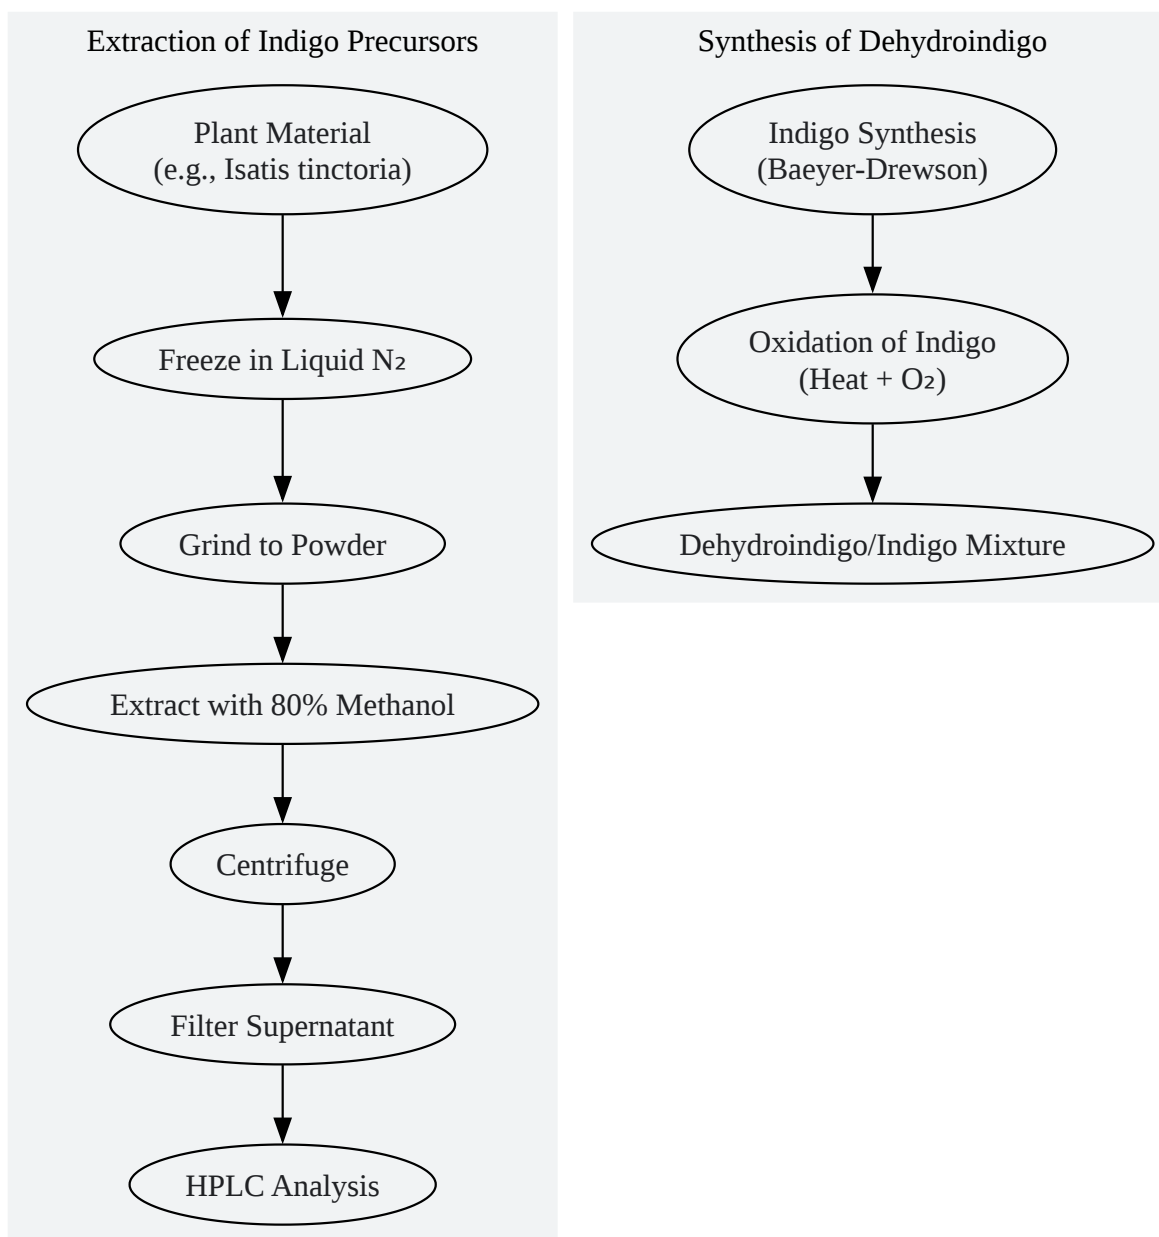 Extraction of Indigo Precursors
Plant Material
(e.g., Isatis tinctoria)
Freeze in Liquid N₂
Grind to Powder
Extract with 80% Methanol
Centrifuge
Filter Supernatant
HPLC Analysis
Synthesis of Dehydroindigo
Indigo Synthesis
(Baeyer-Drewson)
Oxidation of Indigo
(Heat + O₂)
Dehydroindigo/Indigo Mixture